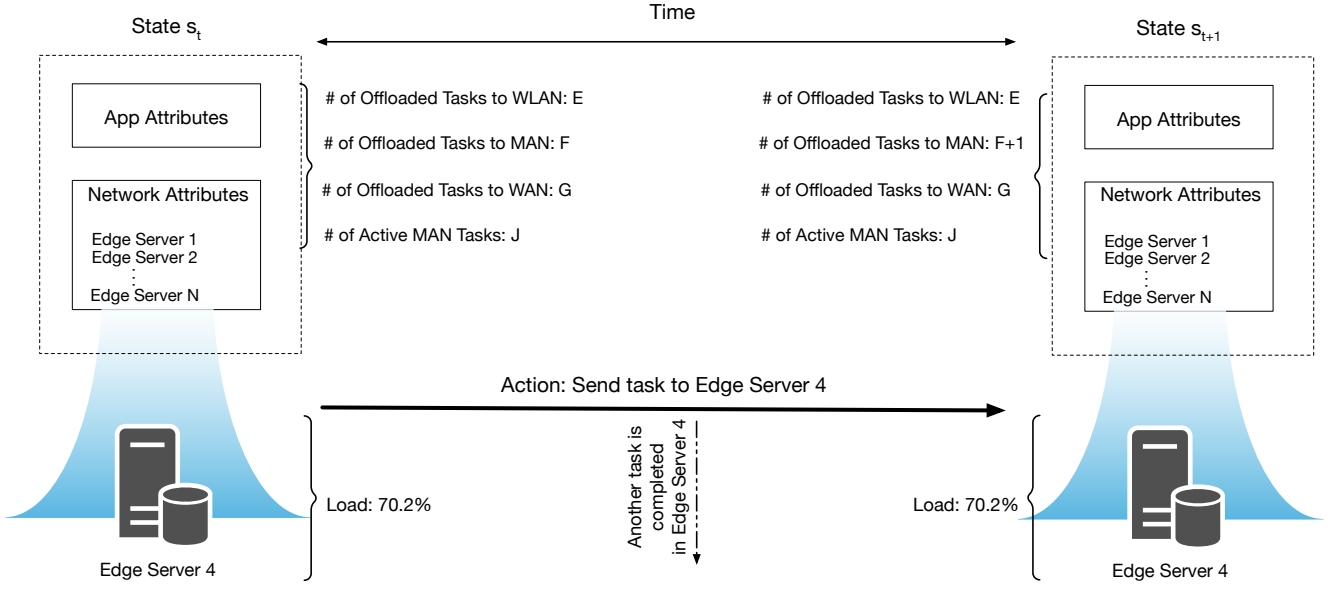 Time
State st
State st+1
App Attributes
Network Attributes
Edge Server 1
Edge Server 2
Edge Server N
# of Offloaded Tasks to WLAN: E
# of Offloaded Tasks to MAN: F
# of Offloaded Tasks to WAN: G
# of Active MAN Tasks: J
# of Offloaded Tasks to WLAN: E
# of Offloaded Tasks to MAN: F+1
# of Offloaded Tasks to WAN: G
# of Active MAN Tasks: J
App Attributes
Network Attributes
Edge Server 1
Edge Server 2
Edge Server N
Action: Send task to Edge Server 4
Another task is
completed
in Edge Server 4
Load: 70.2%
Load: 70.2%
Edge Server 4
Edge Server 4